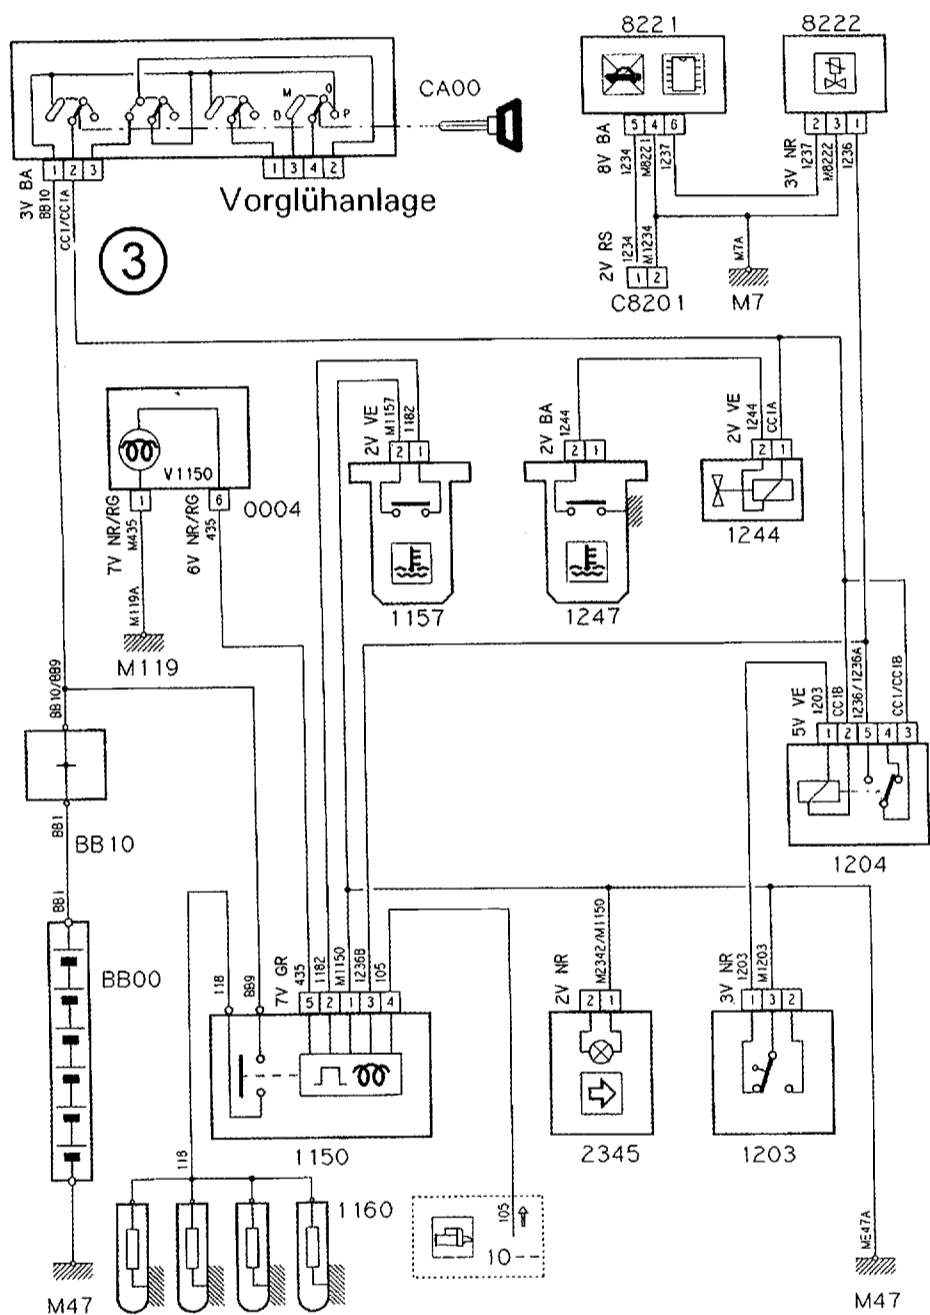 8221
8222
M
O
D
P
CA00
5 4 6
2 3 1
8V BA
1234
M8221
1237
3V NR
1237
M8222
1236
1 2 3
1 3 4 2
3V BA
BB10
CC1/CC1A
Vorglühanlage
3
2V RS
1234
M1234
M7A
1 2
C8201
M7
V1150
1
6
0004
7V NR/RG
M435
6V NR/RG
435
M119A
M119
2V VE
M1157
1182
2 1
1157
2V BA
1244
2 1
1247
2V VE
1244
CC1A
2 1
1244
BB10/BB9
BB1
BB10
BB1
BB00
5V VE
1203
CC1B
1236/1236A
CC1/CC1B
1 2 5 4 3
1204
118
BB9
7V GR
435
1182
M1150
1236B
105
5 2 1 3 4
1150
2V NR
M2342/M1150
2 1
2345
3V NR
1203
M1203
1 3 2
1203
118
1160
105
10--
ME47A
M47
M47